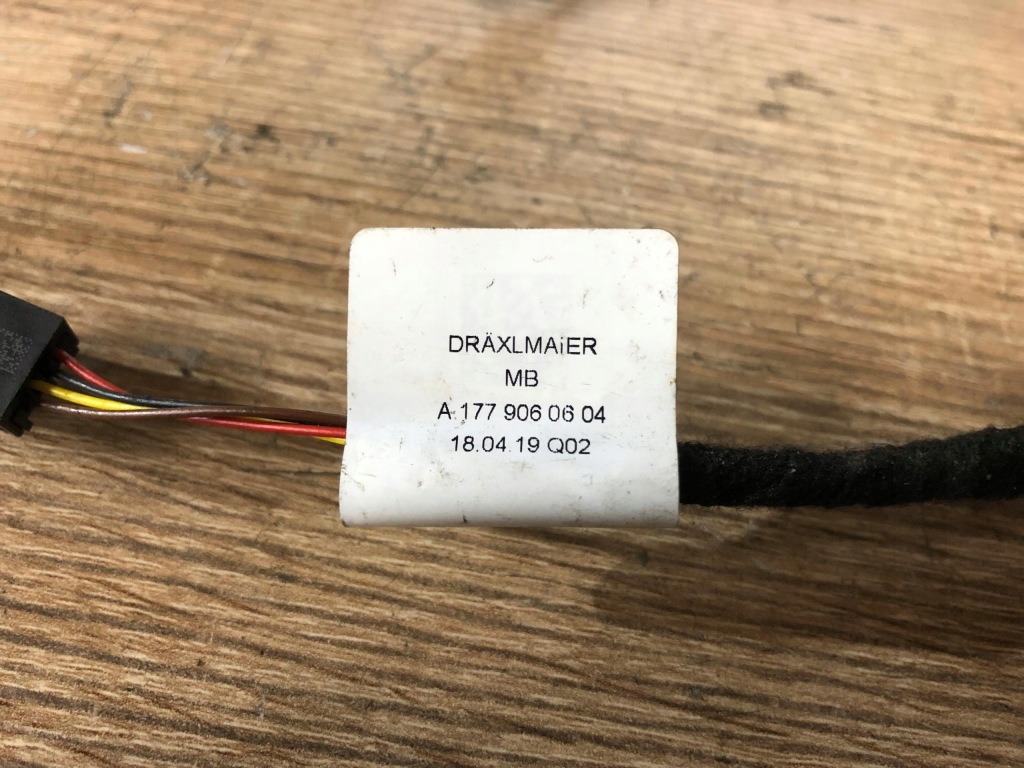 DRÄXLMAiER
MB
A 177 906 06 04
18.04.19 Q02